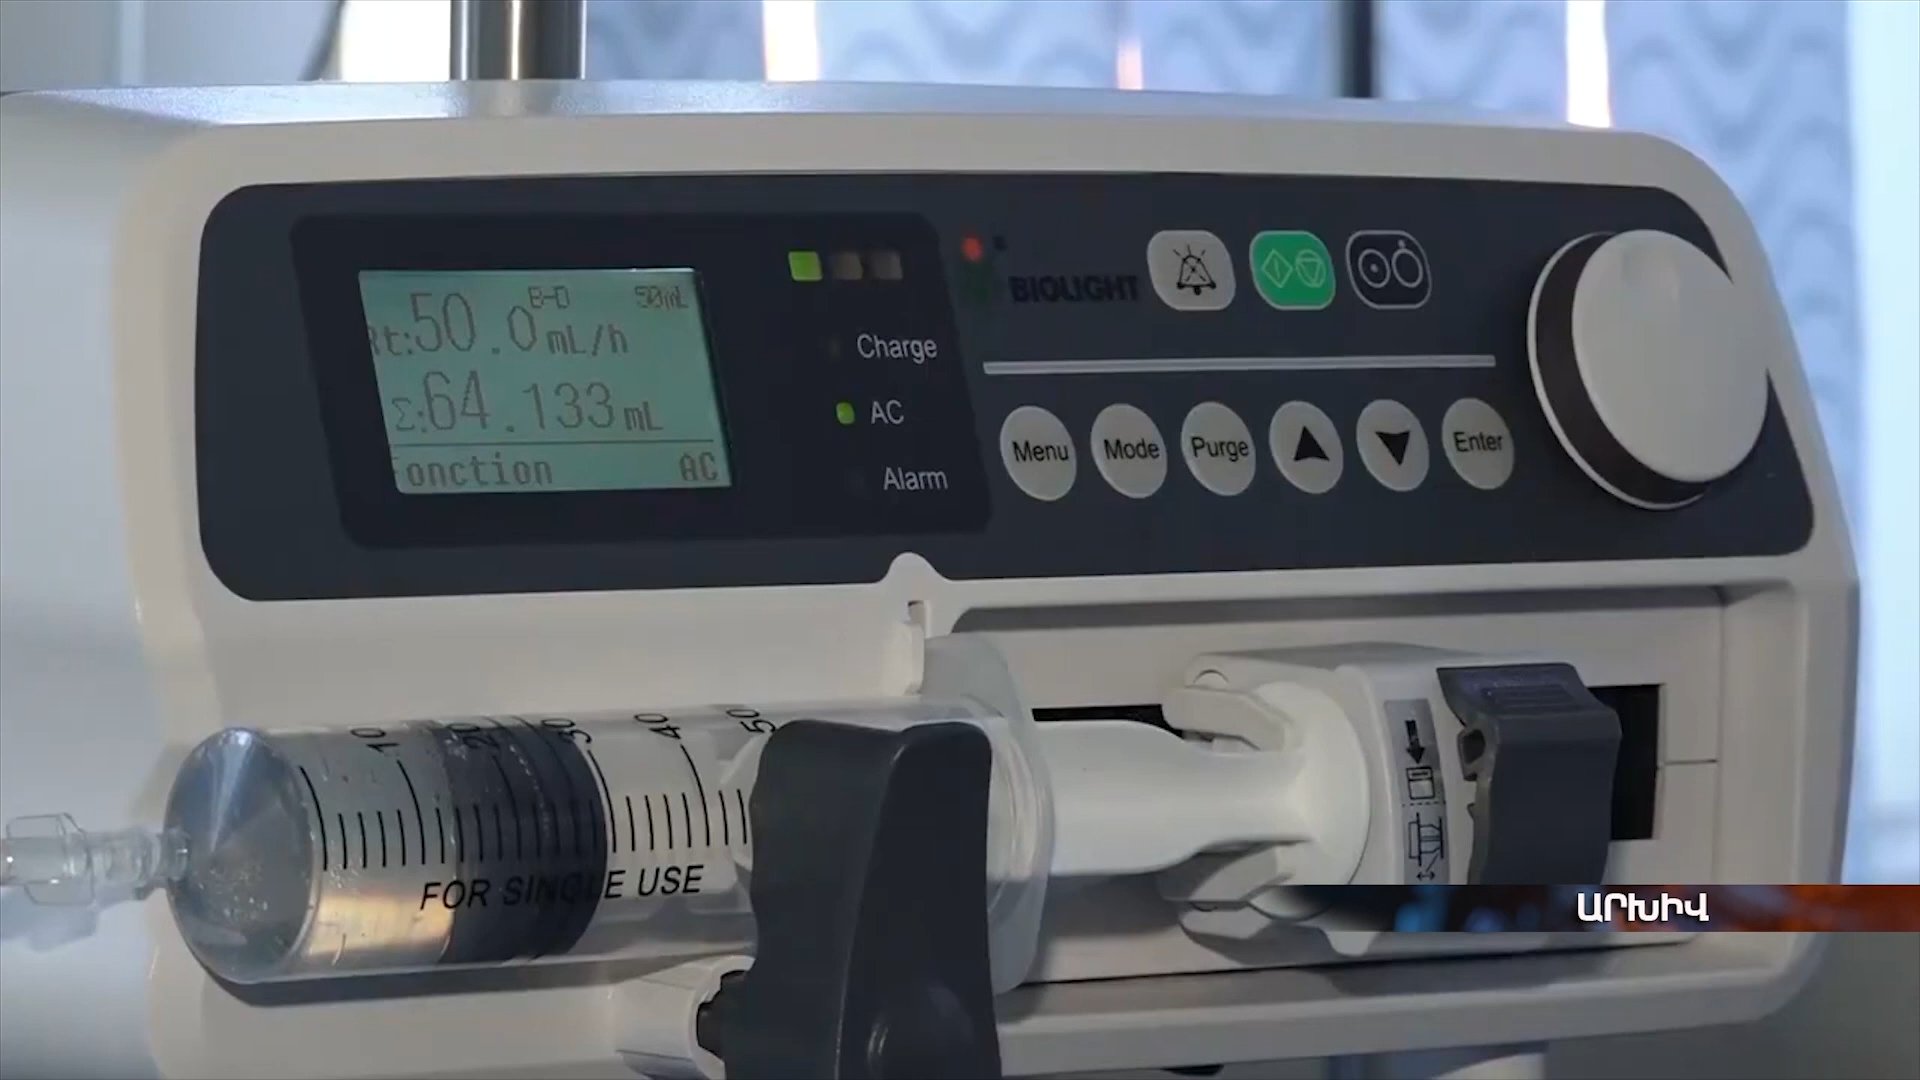 B-D 50mL
Rt:50.0mL/h
Σ:64.133mL
onction AC
Charge
AC
Alarm
BIOLIGHT
Menu Mode Purge Enter
10 20 30 40 50
FOR SINGLE USE
ԱՐԽԻՎ